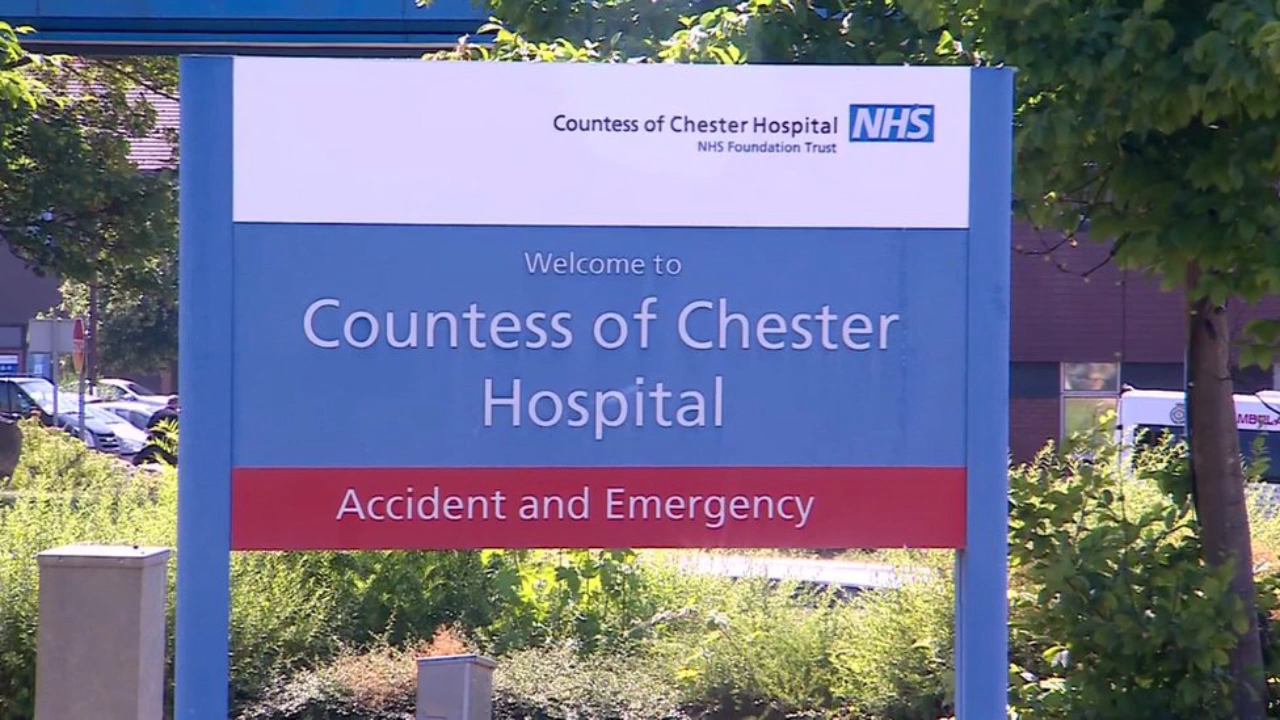 Countess of Chester Hospital NHS
NHS Foundation Trust
Welcome to
Countess of Chester
Hospital
Accident and Emergency